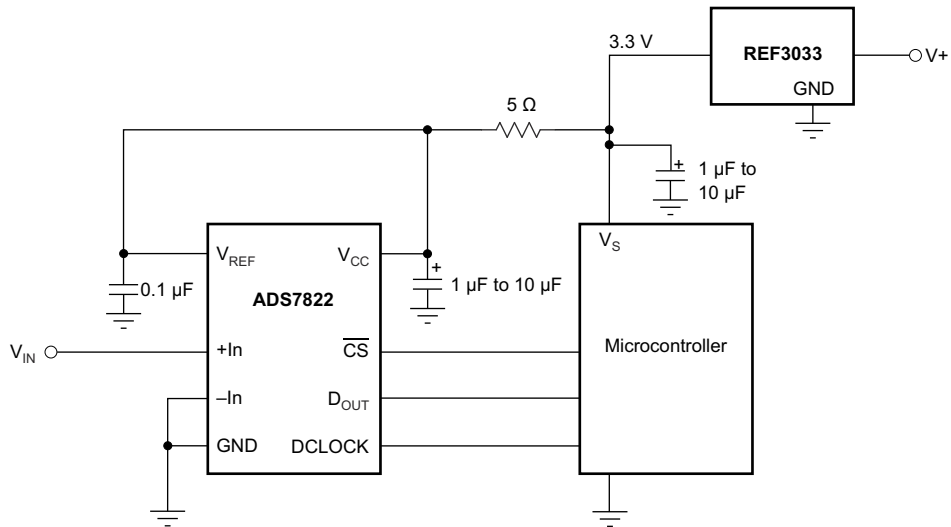 3.3 V
REF3033
GND
V+
5 Ω
+
1 µF to
10 µF
VREF
VCC
VS
+
0.1 µF
ADS7822
1 µF to 10 µF
VIN
+In
CS
Microcontroller
–In
DOUT
GND
DCLOCK